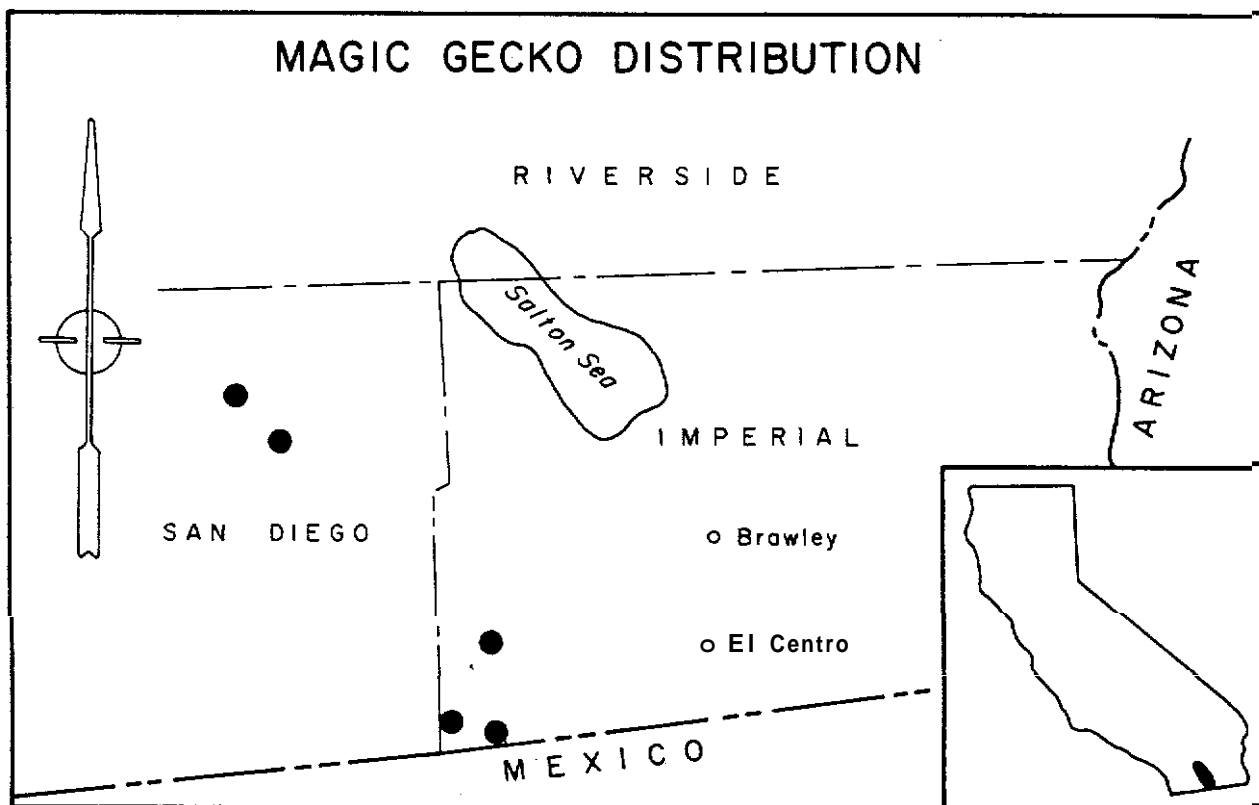 MAGIC GECKO DISTRIBUTION
RIVERSIDE
Salton Sea
ARIZONA
IMPERIAL
SAN DIEGO
Brawley
El Centro
MEXICO